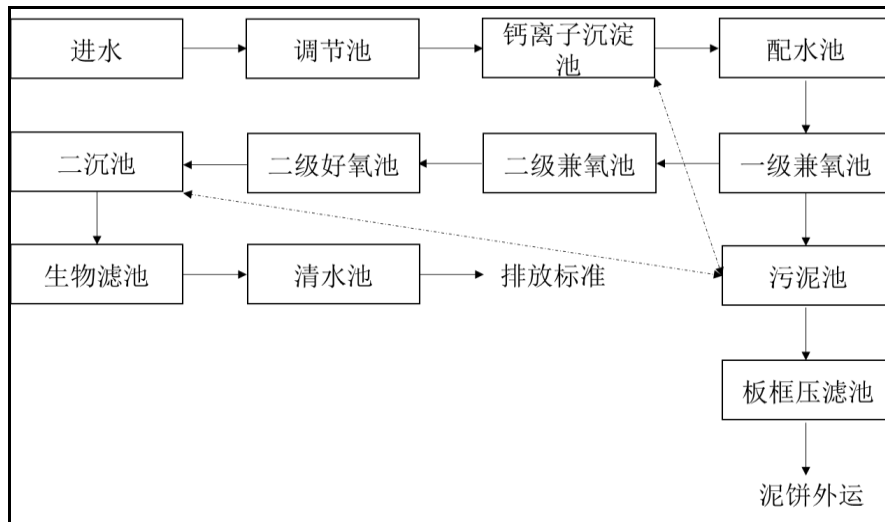 进水
调节池
钙离子沉淀
池
配水池
二沉池
二级好氧池
二级兼氧池
一级兼氧池
生物滤池
清水池
排放标准
污泥池
板框压滤池
泥饼外运